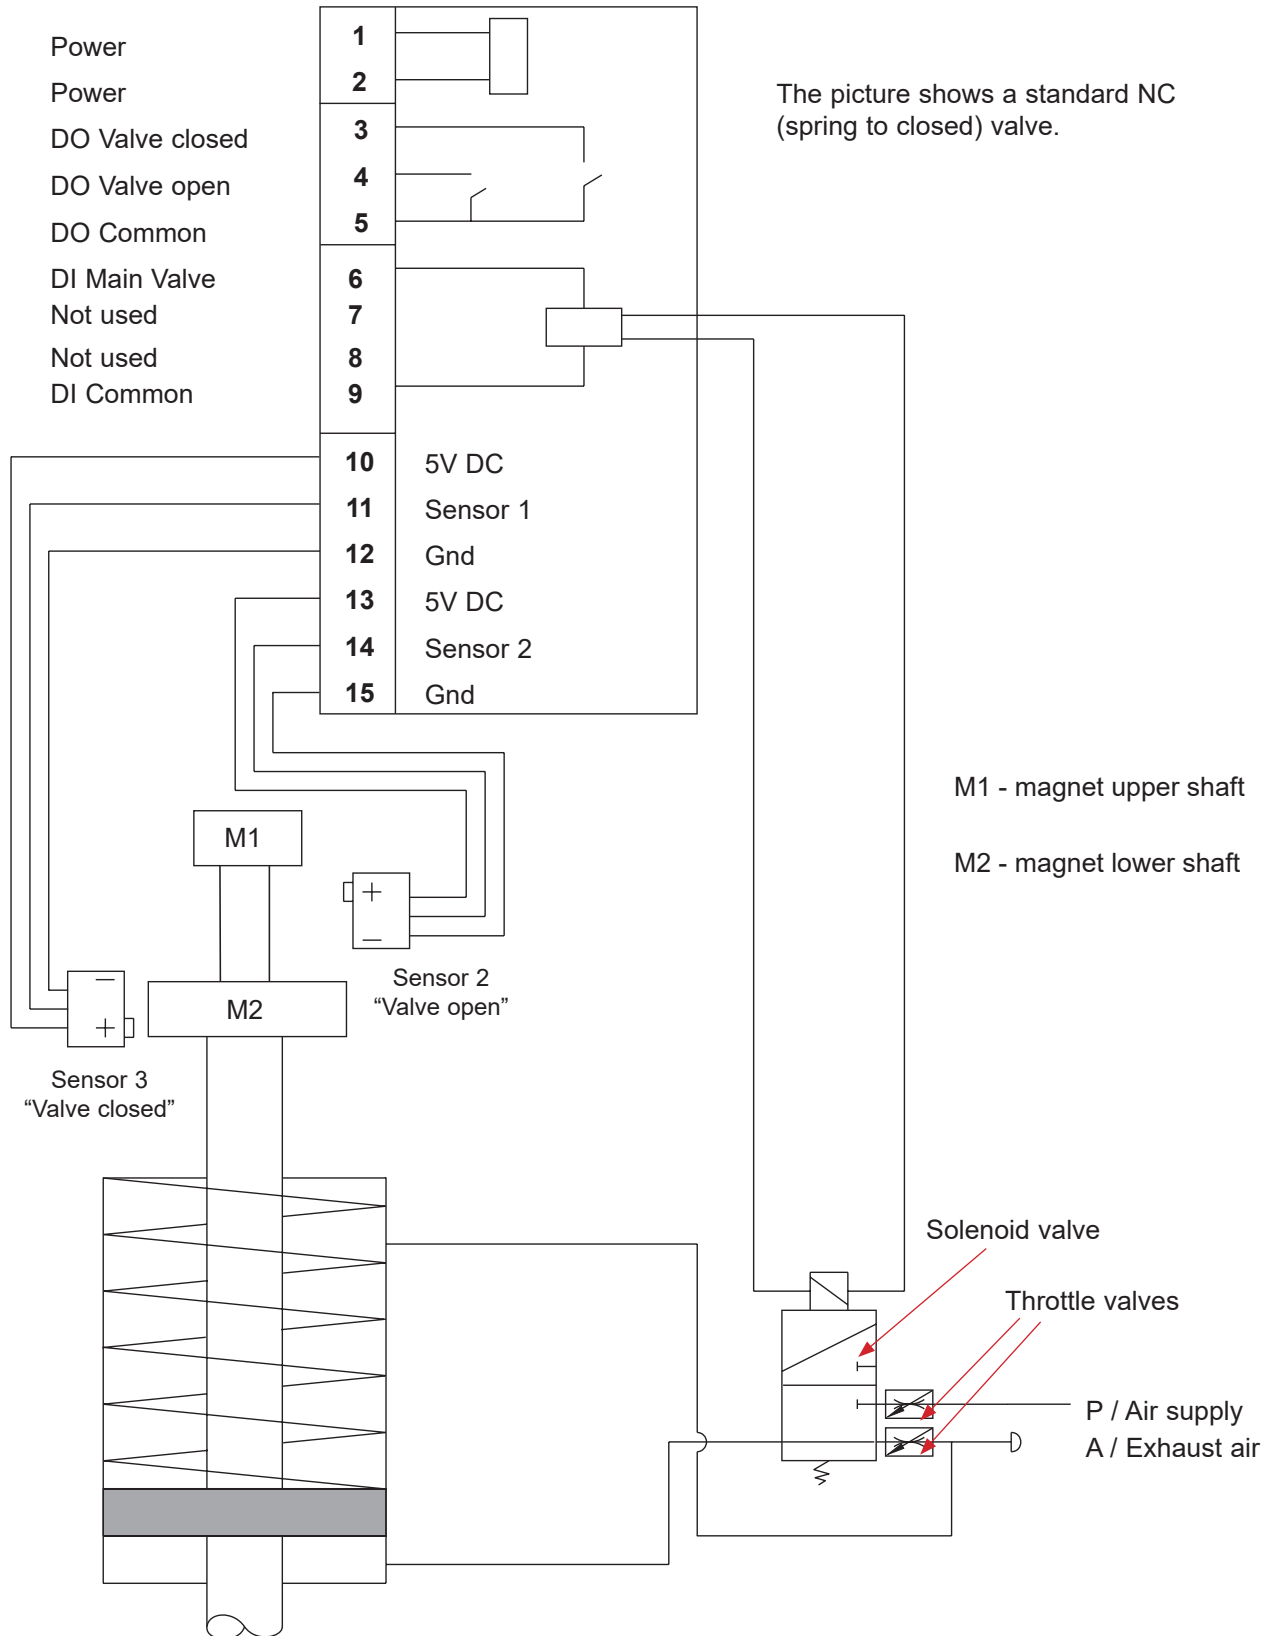 Power 1
Power 2
The picture shows a standard NC
(spring to closed) valve.
DO Valve closed 3
DO Valve open 4
DO Common 5
DI Main Valve 6
Not used 7
Not used 8
DI Common 9
10 5V DC
11 Sensor 1
12 Gnd
13 5V DC
14 Sensor 2
15 Gnd
M1 - magnet upper shaft
M2 - magnet lower shaft
M1
+
–
Sensor 2
“Valve open”
M2
–
+
Sensor 3
“Valve closed”
Solenoid valve
Throttle valves
P / Air supply
A / Exhaust air